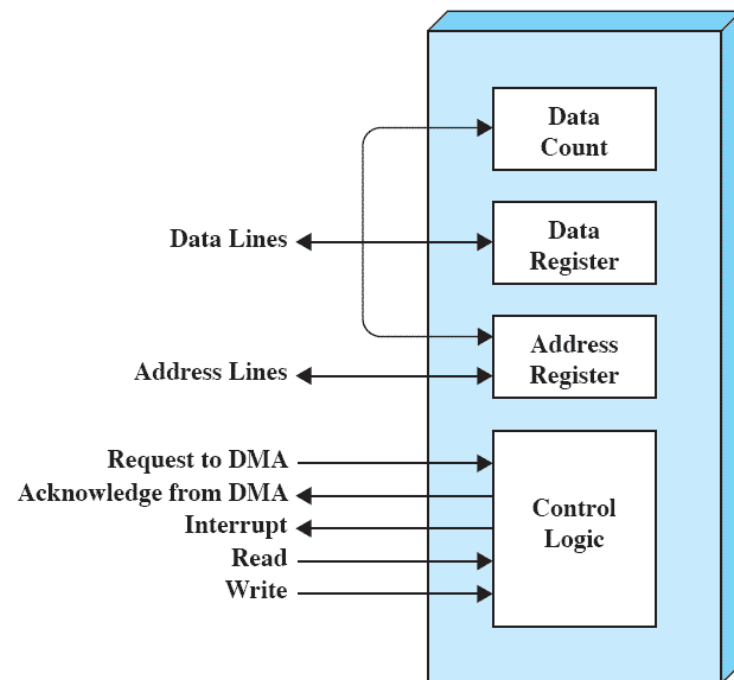 Data
Count
Data Lines
Data
Register
Address Lines
Address
Register
Request to DMA
Acknowledge from DMA
Interrupt
Read
Write
Control
Logic